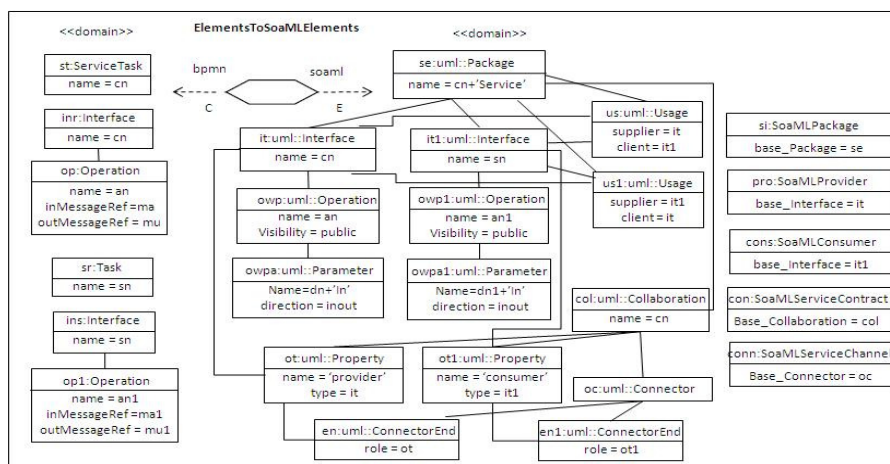 <<domain>>
ElementsToSoaMLElements
<<domain>>
st:ServiceTask
name = cn
inr:Interface
name = cn
op:Operation
name = an
inMessageRef =ma
outMessageRef = mu
sr:Task
name = sn
ins:Interface
name = sn
op1:Operation
name = an1
inMessageRef =ma1
outMessageRef = mu1
bpmn
soaml
C
E
se:uml::Package
name = cn+'Service'
it:uml::Interface
name = cn
it1:uml::Interface
name = sn
us:uml::Usage
supplier = it
client = it1
us1:uml::Usage
supplier = it1
client = it
owp:uml::Operation
name = an
Visibility = public
owp1:uml::Operation
name = an1
Visibility = public
owpa:uml::Parameter
Name=dn+'In'
direction = inout
owpa1:uml::Parameter
Name=dn1+'In'
direction = inout
col:uml::Collaboration
name = cn
ot:uml::Property
name = 'provider'
type = it
ot1:uml::Property
name = 'consumer'
type = it1
oc:uml::Connector
en:uml::ConnectorEnd
role = ot
en1:uml::ConnectorEnd
role = ot1
si:SoaMLPackage
base_Package = se
pro:SoaMLProvider
base_Interface = it
cons:SoaMLConsumer
base_Interface = it1
con:SoaMLServiceContract
Base_Collaboration = col
conn:SoaMLServiceChannel
Base_Connector = oc